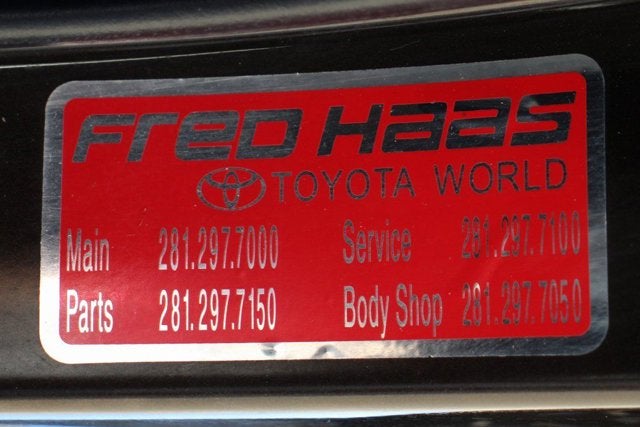 FRED HAAS
TOYOTA WORLD
Main 281.297.7000 Service 281.297.7100
Parts 281.297.7150 Body Shop 281.297.7050